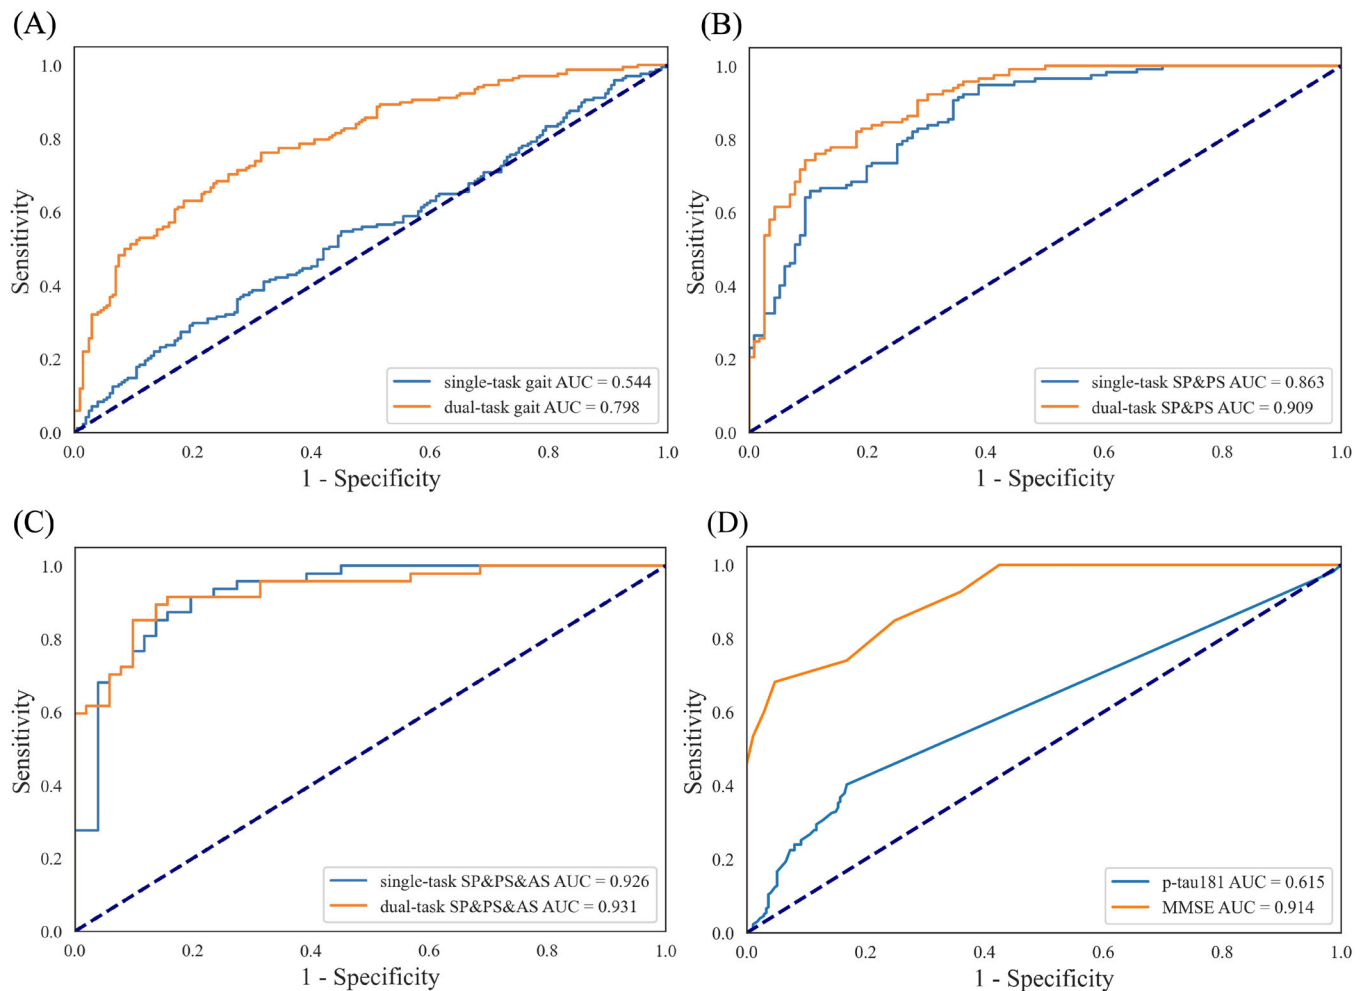 (A)
1.0
0.8
0.6
0.4
0.2
0.0
Sensitivity
single-task gait AUC = 0.544
dual-task gait AUC = 0.798
0.0 0.2 0.4 0.6 0.8 1.0
1 - Specificity
(B)
1.0
0.8
0.6
0.4
0.2
0.0
Sensitivity
single-task SP&PS AUC = 0.863
dual-task SP&PS AUC = 0.909
0.0 0.2 0.4 0.6 0.8 1.0
1 - Specificity
(C)
1.0
0.8
0.6
0.4
0.2
0.0
Sensitivity
single-task SP&PS&AS AUC = 0.926
dual-task SP&PS&AS AUC = 0.931
0.0 0.2 0.4 0.6 0.8 1.0
1 - Specificity
(D)
1.0
0.8
0.6
0.4
0.2
0.0
Sensitivity
p-tau181 AUC = 0.615
MMSE AUC = 0.914
0.0 0.2 0.4 0.6 0.8 1.0
1 - Specificity